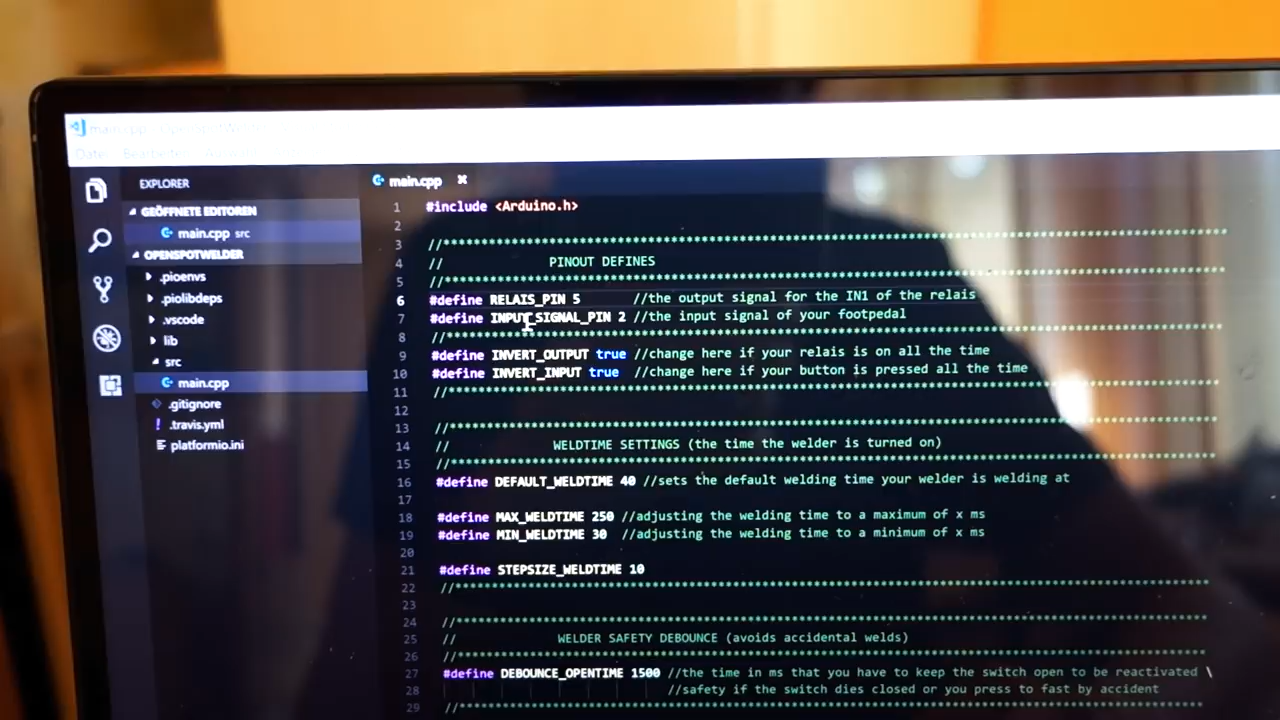 main.cpp
Datei Bearbeiten
EXPLORER
GEÖFFNETE EDITOREN
main.cpp src
OPENSPOTWELDER
.pioenvs
.piolibdeps
.vscode
lib
src
main.cpp
.gitignore
.travis.yml
platformio.ini
main.cpp
1 #include <Arduino.h>
2
3 //******************************************************************************
4 // PINOUT DEFINES
5 //******************************************************************************
6 #define RELAIS_PIN 5 //the output signal for the IN1 of the relais
7 #define INPUT_SIGNAL_PIN 2 //the input signal of your footpedal
8 //******************************************************************************
9 #define INVERT_OUTPUT true //change here if your relais is on all the time
10 #define INVERT_INPUT true //change here if your button is pressed all the time
11 //******************************************************************************
12
13 //******************************************************************************
14 // WELDTIME SETTINGS (the time the welder is turned on)
15 //******************************************************************************
16 #define DEFAULT_WELDTIME 40 //sets the default welding time your welder is welding at
17
18 #define MAX_WELDTIME 250 //adjusting the welding time to a maximum of x ms
19 #define MIN_WELDTIME 30 //adjusting the welding time to a minimum of x ms
20
21 #define STEPSIZE_WELDTIME 10
22 //******************************************************************************
23
24 //******************************************************************************
25 // WELDER SAFETY DEBOUNCE (avoids accidental welds)
26 //******************************************************************************
27 #define DEBOUNCE_OPENTIME 1500 //the time in ms that you have to keep the switch open to be reactivated \
28 //safety if the switch dies closed or you press to fast by accident
29 //******************************************************************************